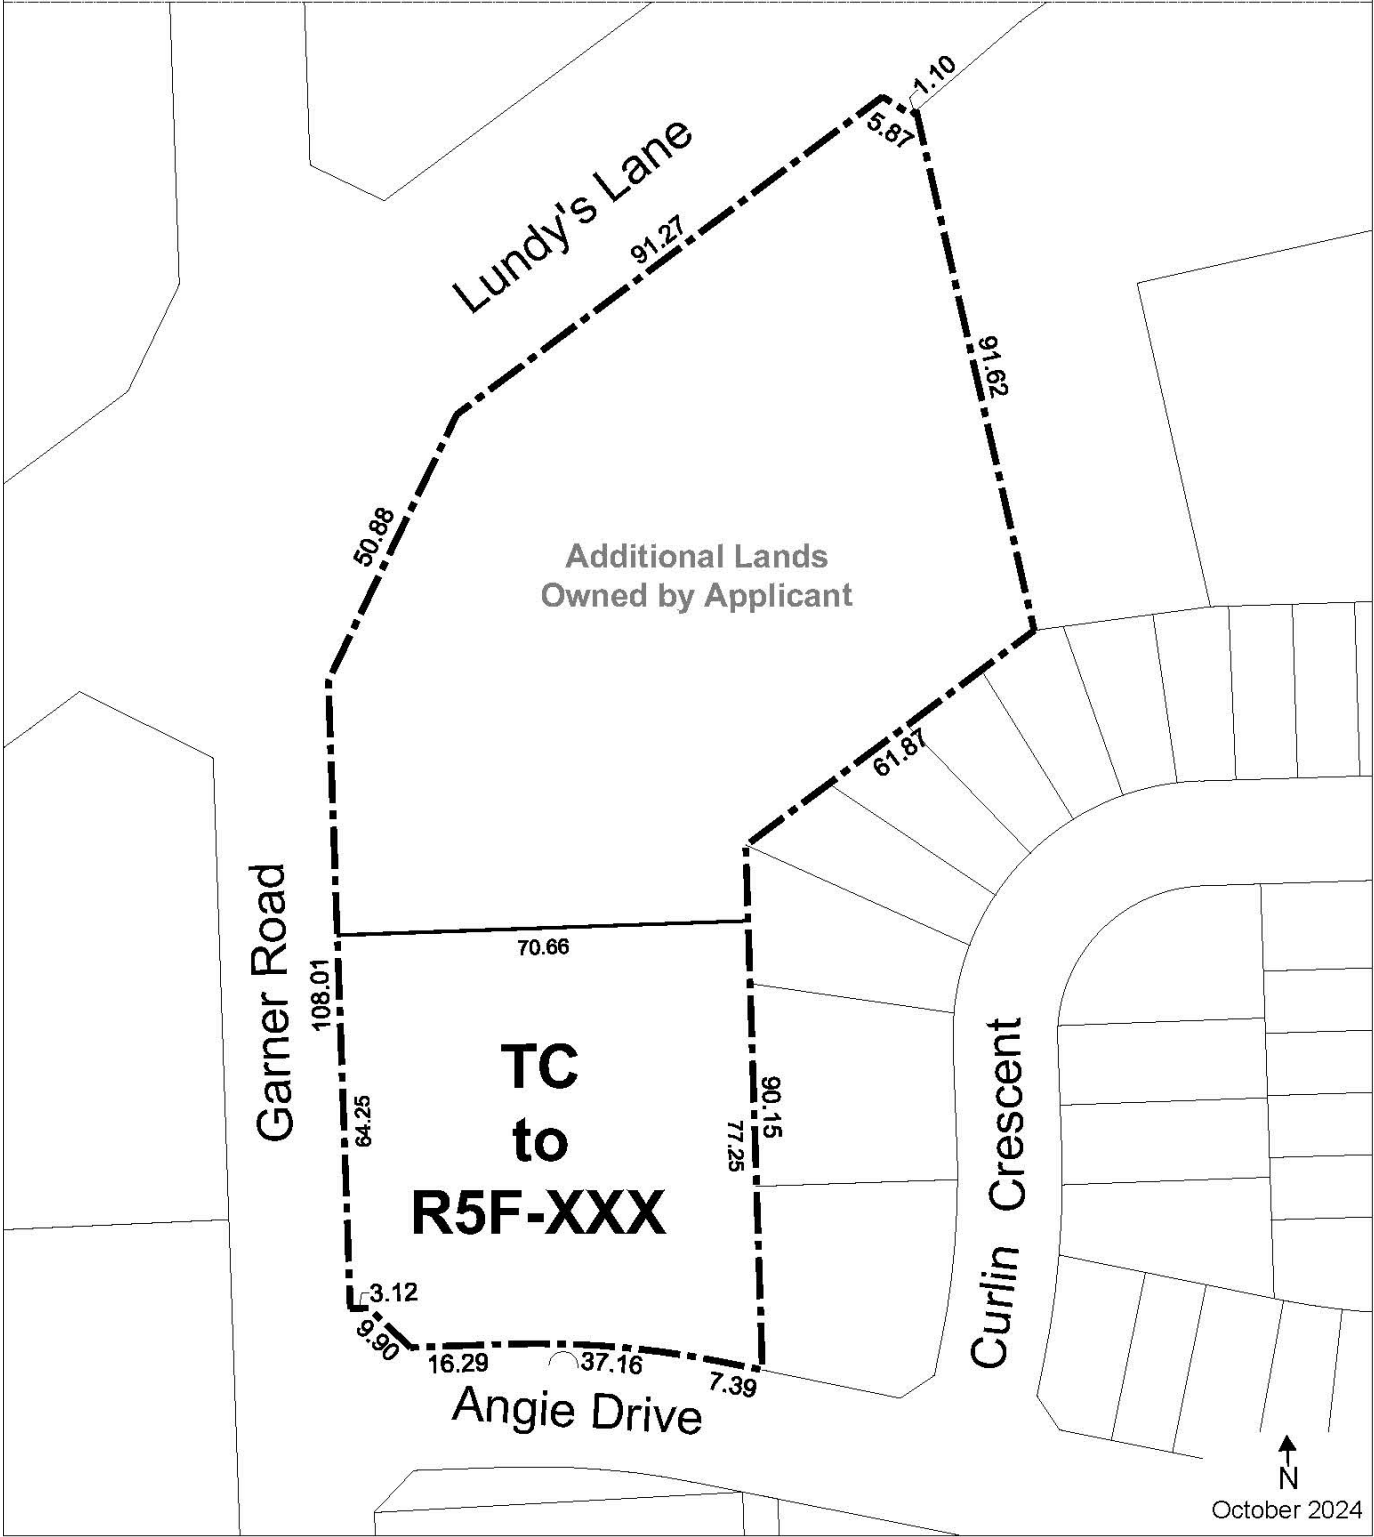 1.10
5.87
Lundy's Lane
91.27
91.62
50.88
Additional Lands
Owned by Applicant
61.87
Garner Road
70.66
108.01
TC
to
R5F-XXX
64.25
90.15
77.25
Curlin Crescent
3.12
9.90
16.29
37.16
7.39
Angie Drive
N
October 2024